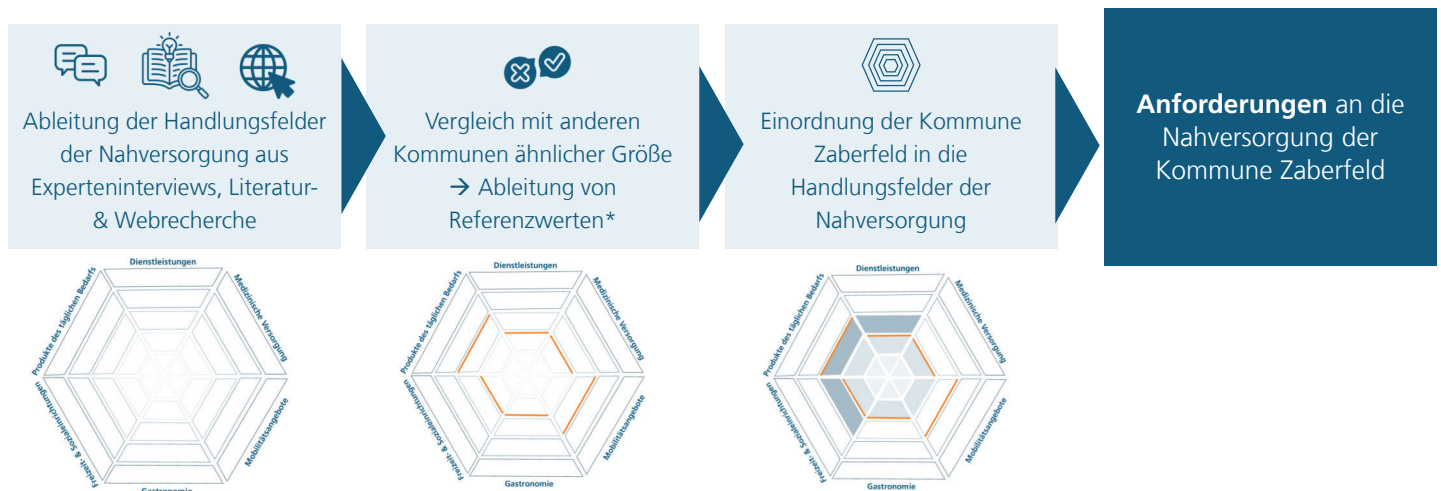 Ableitung der Handlungsfelder
der Nahversorgung aus
Experteninterviews, Literatur-
& Webrecherche
Vergleich mit anderen
Kommunen ähnlicher Größe
→ Ableitung von
Referenzwerten*
Einordnung der Kommune
Zaberfeld in die
Handlungsfelder der
Nahversorgung
Anforderungen an die
Nahversorgung der
Kommune Zaberfeld
Dienstleistungen
Medizinische Versorgung
Mobilitätsangebote
Gastronomie
Freizeit- & Sozialeinrichtungen
Produkte des täglichen Bedarfs
Dienstleistungen
Medizinische Versorgung
Mobilitätsangebote
Gastronomie
Freizeit- & Sozialeinrichtungen
Produkte des täglichen Bedarfs
Dienstleistungen
Medizinische Versorgung
Mobilitätsangebote
Gastronomie
Freizeit- & Sozialeinrichtungen
Produkte des täglichen Bedarfs